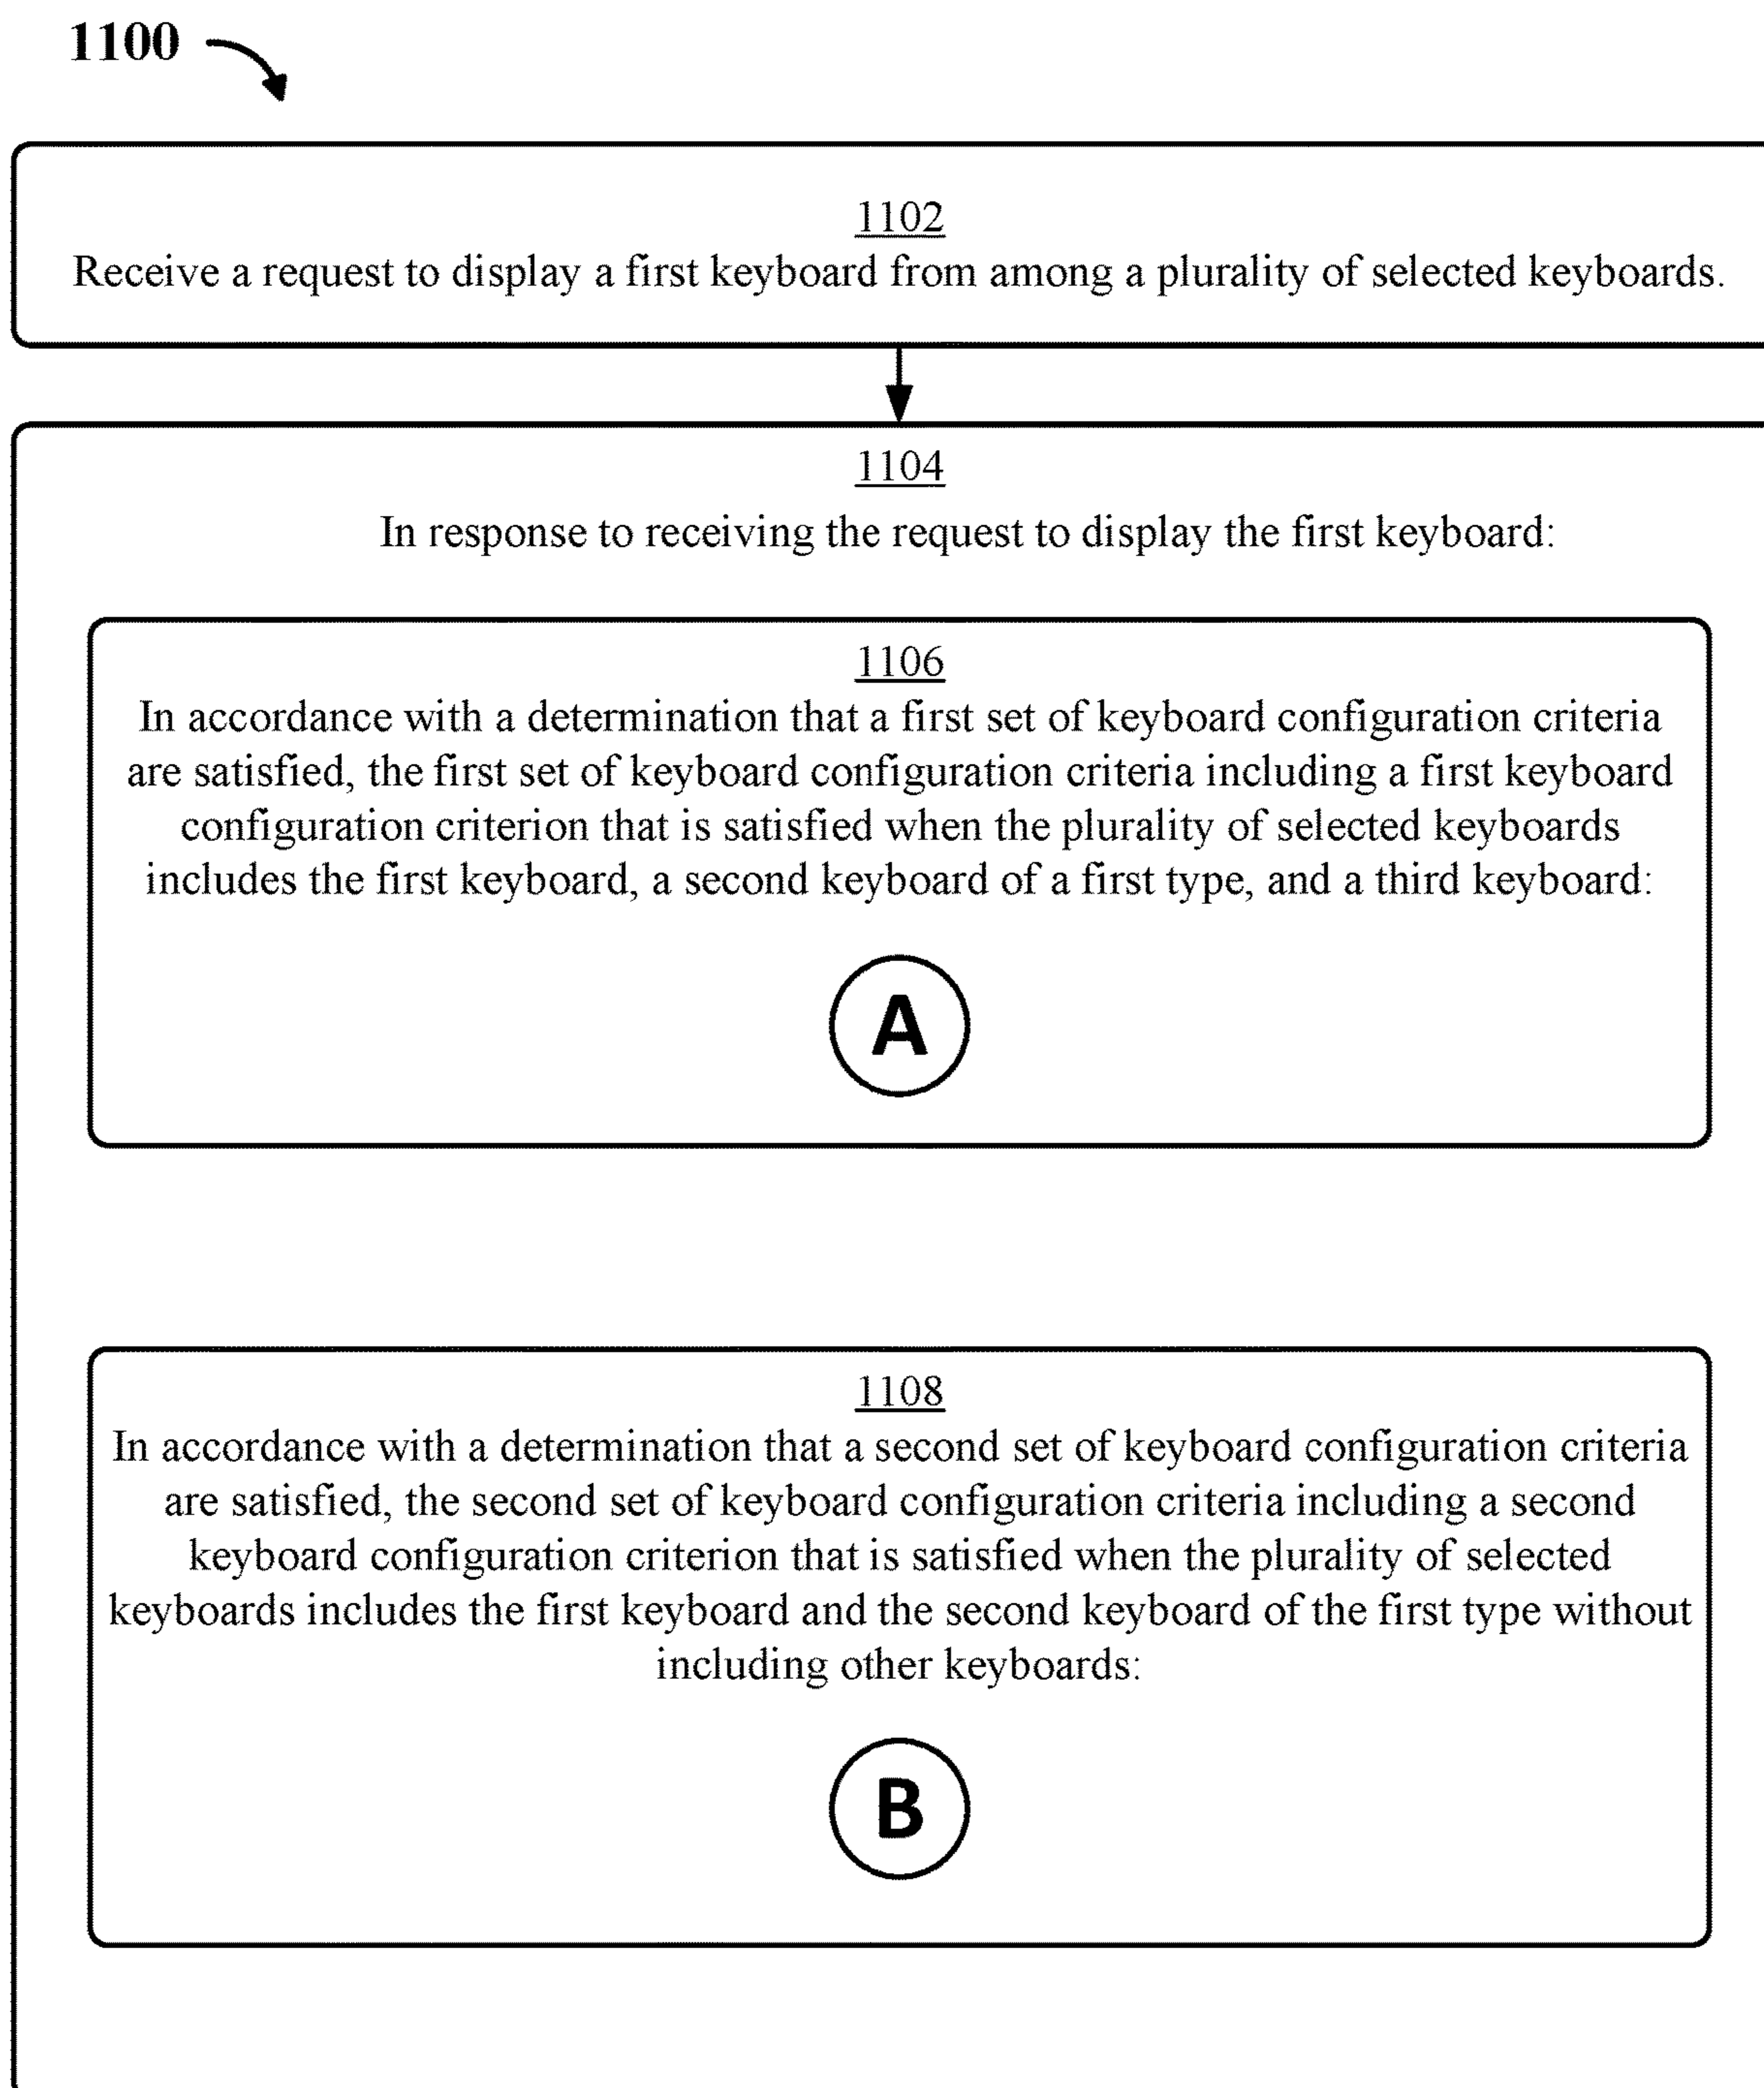 1100
1102
Receive a request to display a first keyboard from among a plurality of selected keyboards.
1104
In response to receiving the request to display the first keyboard:
1106
In accordance with a determination that a first set of keyboard configuration criteria
are satisfied, the first set of keyboard configuration criteria including a first keyboard
configuration criterion that is satisfied when the plurality of selected keyboards
includes the first keyboard, a second keyboard of a first type, and a third keyboard:
A
1108
In accordance with a determination that a second set of keyboard configuration criteria
are satisfied, the second set of keyboard configuration criteria including a second
keyboard configuration criterion that is satisfied when the plurality of selected
keyboards includes the first keyboard and the second keyboard of the first type without
including other keyboards:
B